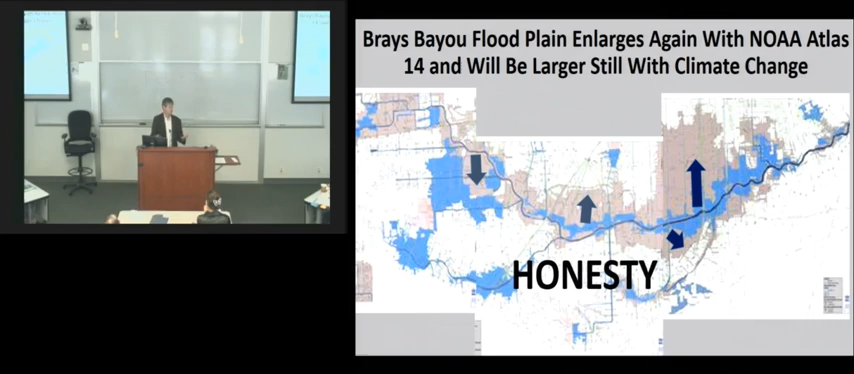 Brays Bayou Flood Plain Enlarges Again With NOAA Atlas
14 and Will Be Larger Still With Climate Change
HONESTY